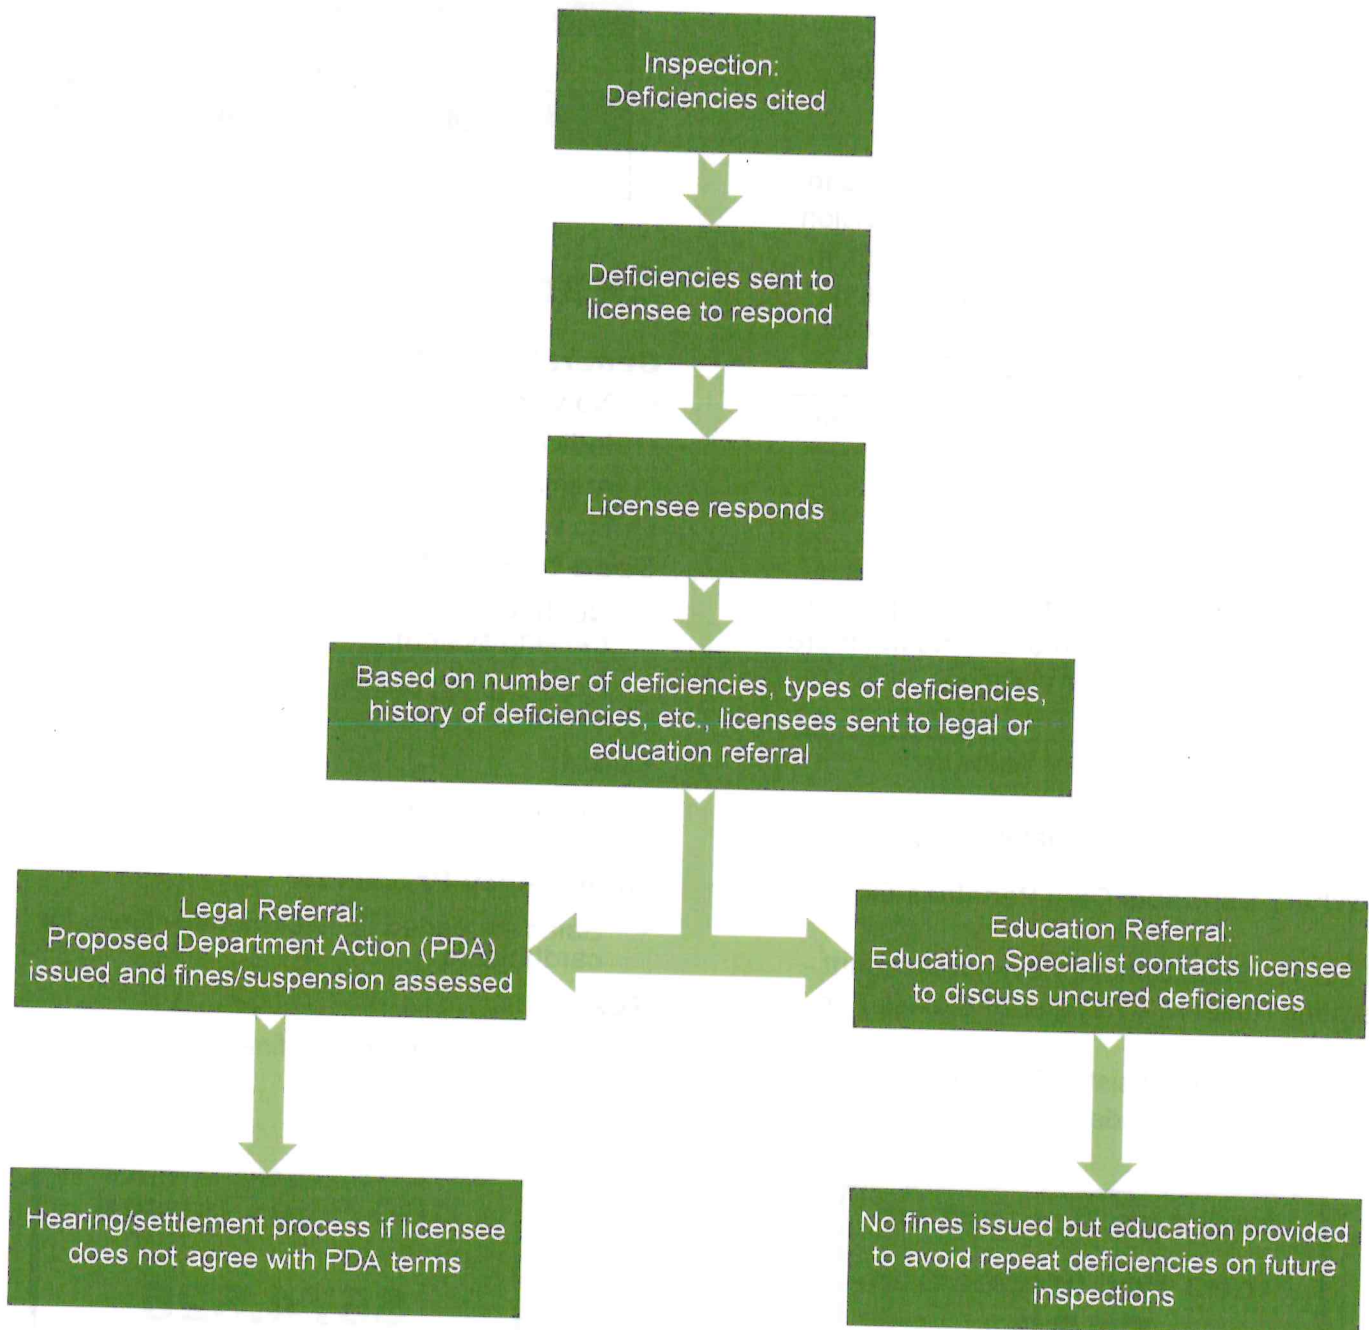 Inspection:
Deficiencies cited
Deficiencies sent to
licensee to respond
Licensee responds
Based on number of deficiencies, types of deficiencies,
history of deficiencies, etc., licensees sent to legal or
education referral
Legal Referral:
Proposed Department Action (PDA)
issued and fines/suspension assessed
Education Referral:
Education Specialist contacts licensee
to discuss uncured deficiencies
Hearing/settlement process if licensee
does not agree with PDA terms
No fines issued but education provided
to avoid repeat deficiencies on future
inspections